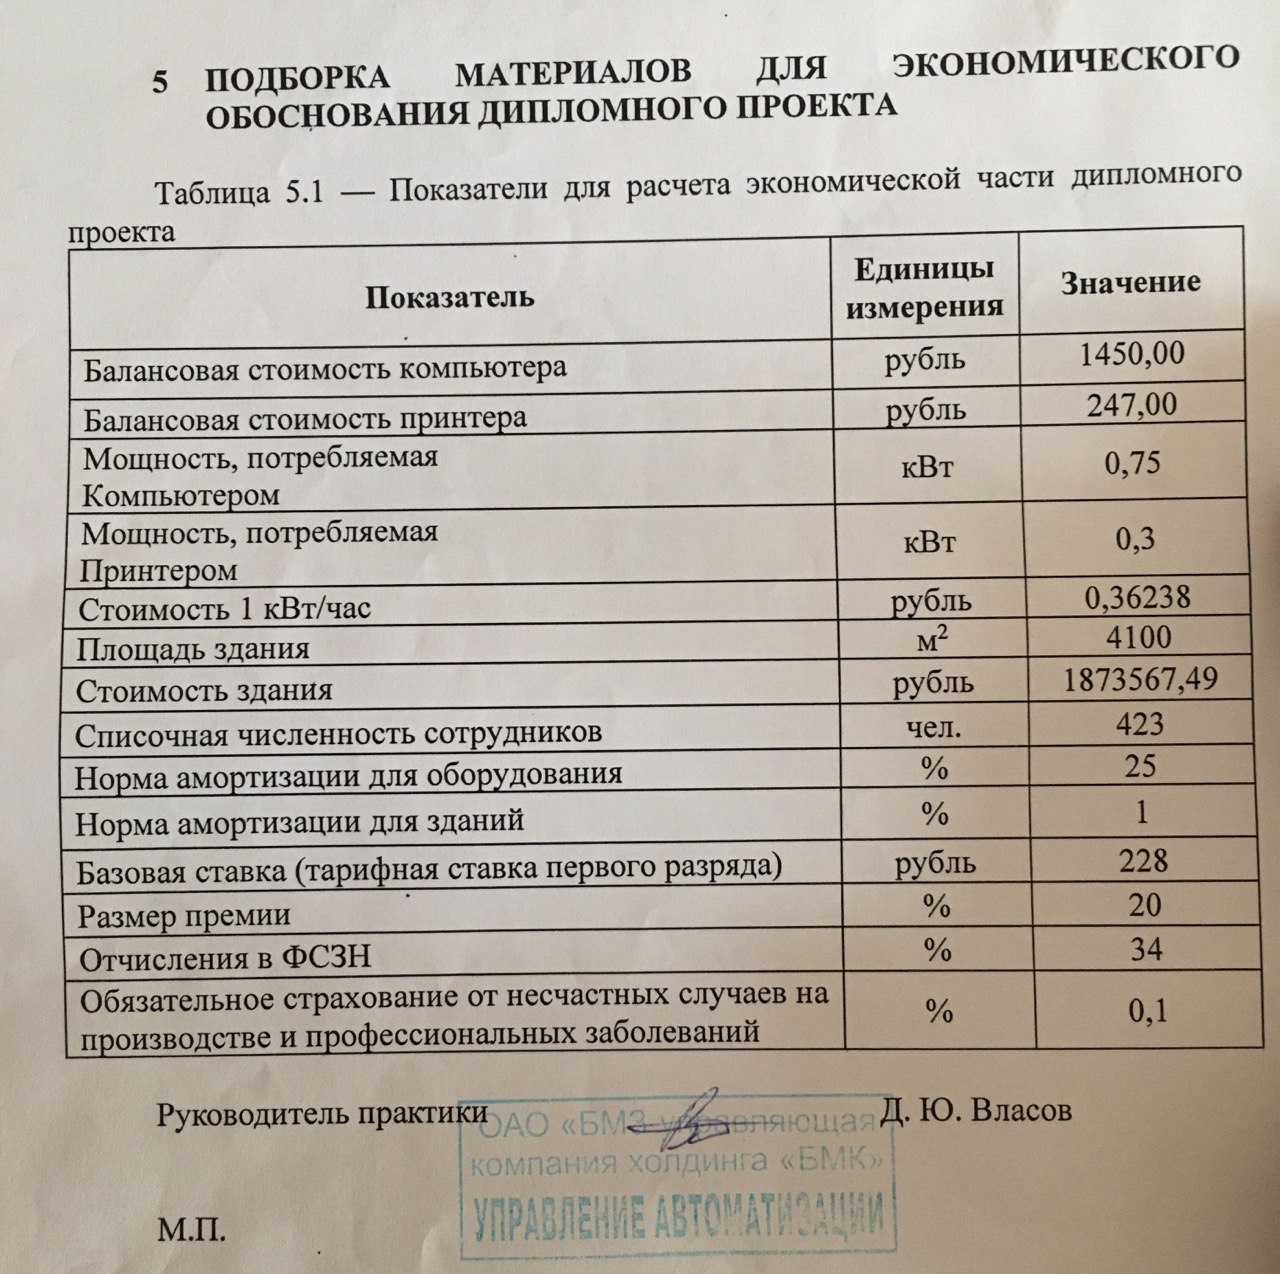 5 ПОДБОРКА МАТЕРИАЛОВ ДЛЯ ЭКОНОМИЧЕСКОГО
ОБОСНОВАНИЯ ДИПЛОМНОГО ПРОЕКТА
Таблица 5.1 — Показатели для расчета экономической части дипломного
проекта
Показатель Единицы измерения Значение
Балансовая стоимость компьютера рубль 1450,00
Балансовая стоимость принтера рубль 247,00
Мощность, потребляемая
Компьютером кВт 0,75
Мощность, потребляемая
Принтером кВт 0,3
Стоимость 1 кВт/час рубль 0,36238
Площадь здания м² 4100
Стоимость здания рубль 1873567,49
Списочная численность сотрудников чел. 423
Норма амортизации для оборудования % 25
Норма амортизации для зданий % 1
Базовая ставка (тарифная ставка первого разряда) рубль 228
Размер премии % 20
Отчисления в ФСЗН % 34
Обязательное страхование от несчастных случаев на
производстве и профессиональных заболеваний % 0,1
Руководитель практики Д. Ю. Власов
ОАО «БМЗ-управляющая
компания холдинга «БМК»
УПРАВЛЕНИЕ АВТОМАТИЗАЦИИ
М.П.